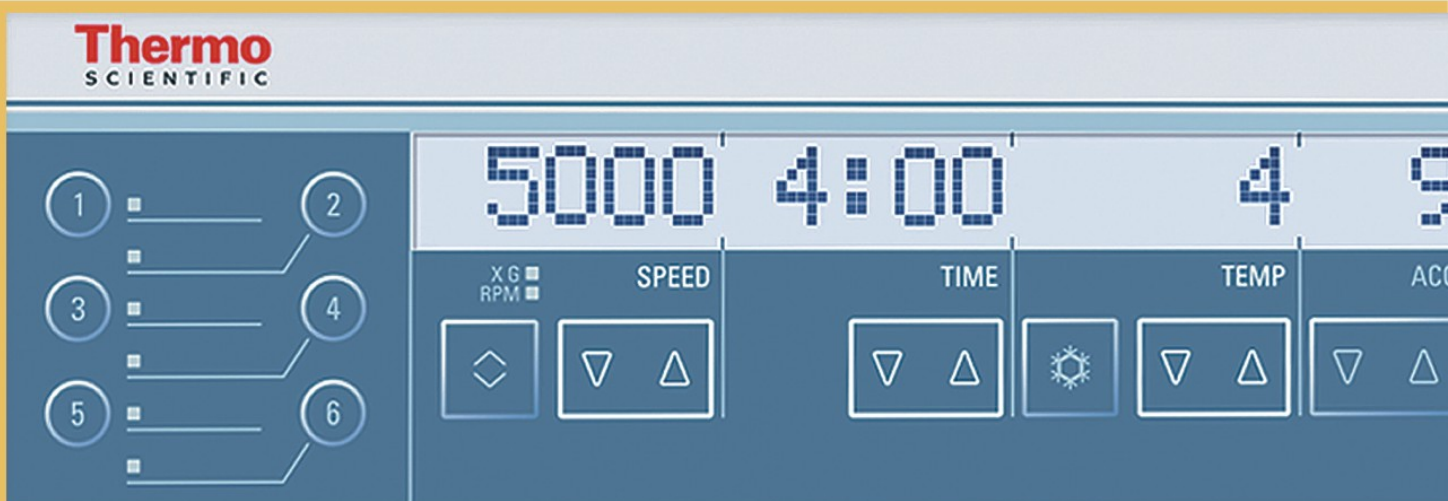 Thermo
SCIENTIFIC
5000 4:00 4
1 2
3 4
5 6
X G
RPM
SPEED
TIME
TEMP